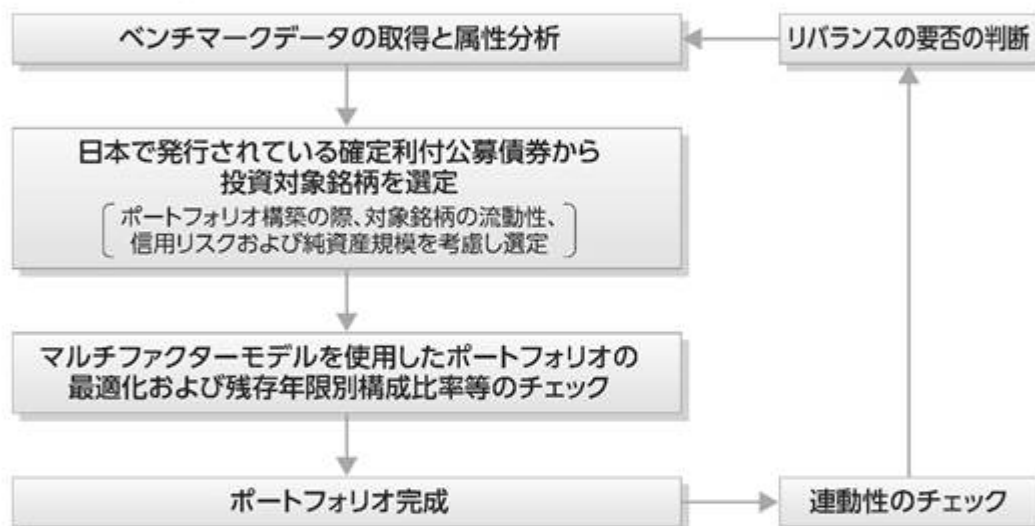 ベンチマークデータの取得と属性分析
リバランスの要否の判断
日本で発行されている確定利付公募債券から
投資対象銘柄を選定
ポートフォリオ構築の際、対象銘柄の流動性、
信用リスクおよび純資産規模を考慮し選定
マルチファクターモデルを使用したポートフォリオの
最適化および残存年限別構成比率等のチェック
ポートフォリオ完成
連動性のチェック